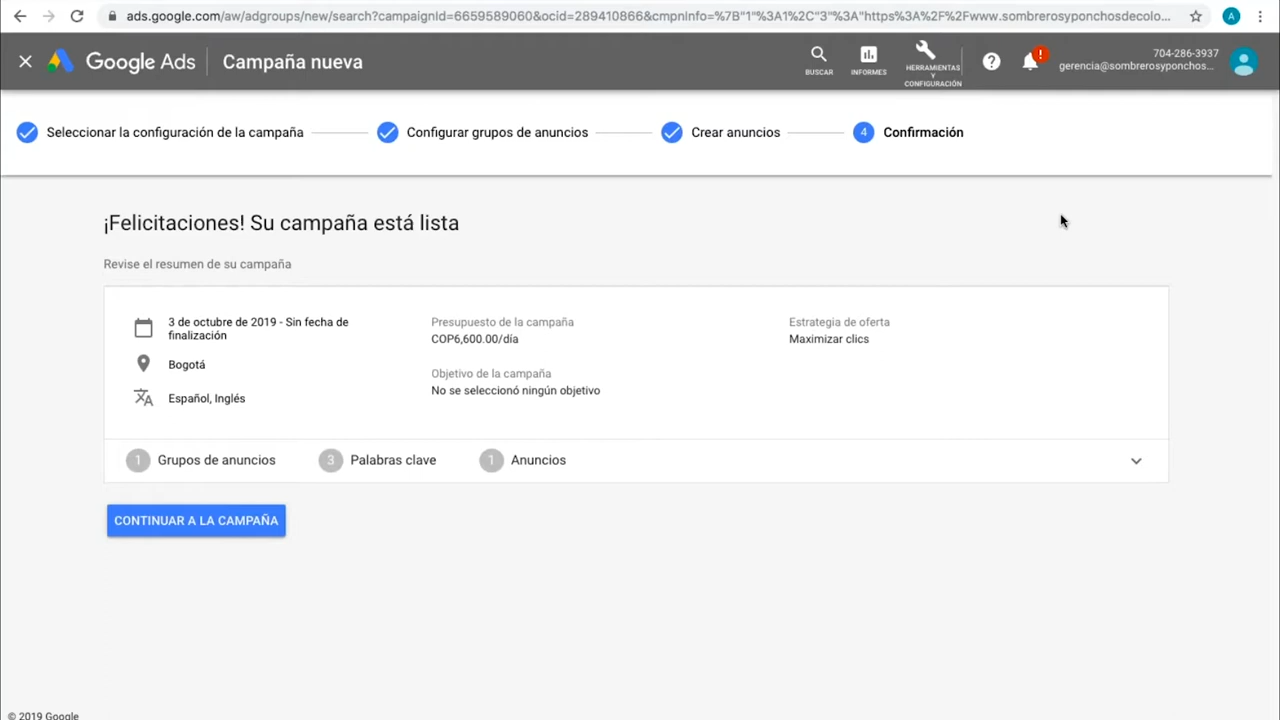 ads.google.com/aw/adgroups/new/search?campaignId=6659589060&ocid=289410866&cmpnInfo=%7B"1"%3A1%2C"3"%3A"https%3A%2F%2Fwww.sombrerosyponchosdecolo...
A
Google Ads
Campaña nueva
BUSCAR
INFORMES
HERRAMIENTAS
Y
CONFIGURACIÓN
704-286-3937
gerencia@sombrerosyponchos...
Seleccionar la configuración de la campaña
Configurar grupos de anuncios
Crear anuncios
4 Confirmación
¡Felicitaciones! Su campaña está lista
Revise el resumen de su campaña
3 de octubre de 2019 - Sin fecha de
finalización
Bogotá
Español, Inglés
Presupuesto de la campaña
COP6,600.00/día
Objetivo de la campaña
No se seleccionó ningún objetivo
Estrategia de oferta
Maximizar clics
1 Grupos de anuncios
3 Palabras clave
1 Anuncios
CONTINUAR A LA CAMPAÑA
© 2019 Google